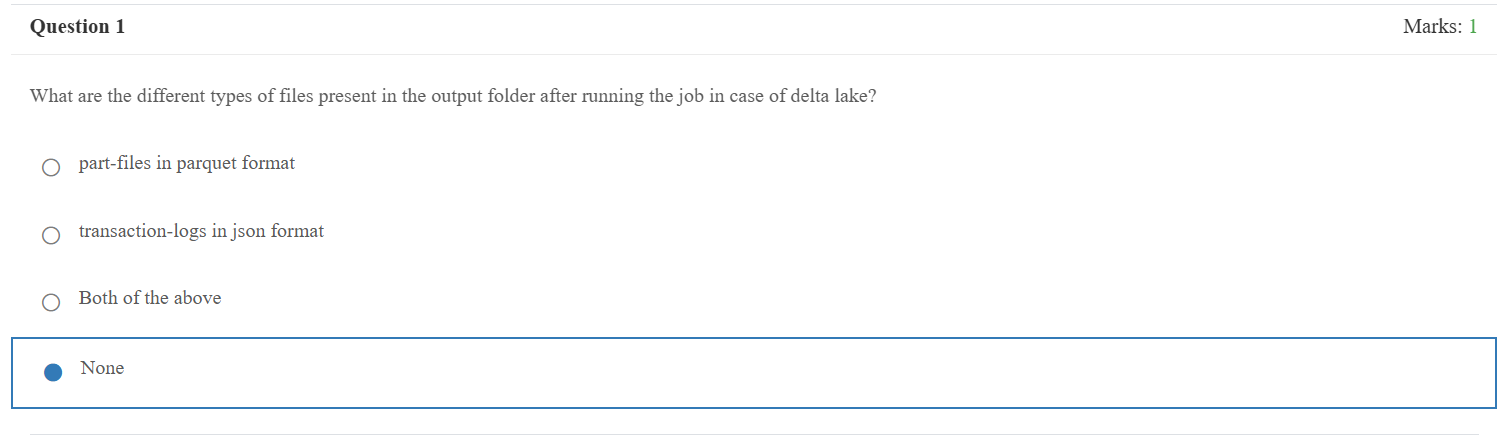 Question 1
Marks: 1
What are the different types of files present in the output folder after running the job in case of delta lake?
part-files in parquet format
transaction-logs in json format
Both of the above
None